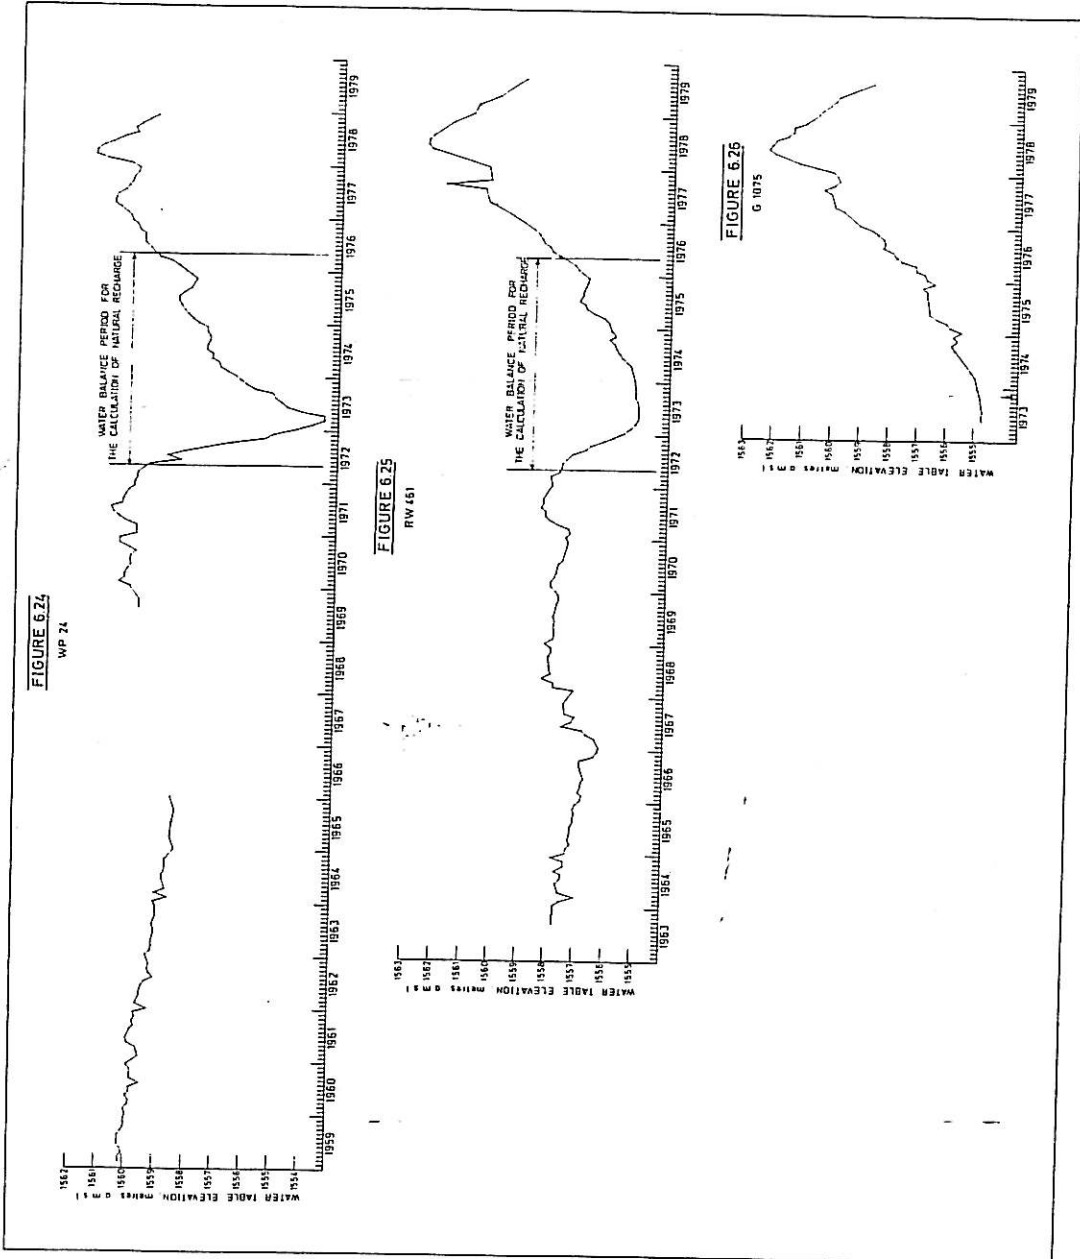 FIGURE 6.24
WP 24
WATER TABLE ELEVATION, metres a m s l
1562
1561
1560
1559
1558
1557
1556
1555
1554
WATER BALANCE PERIOD FOR
THE CALCULATION OF NATURAL RECHARGE
1959 1960 1961 1962 1963 1964 1965 1966 1967 1968 1969 1970 1971 1972 1973 1974 1975 1976 1977 1978 1979
FIGURE 6.25
RW 461
WATER TABLE ELEVATION, metres a m s l
1563
1562
1561
1560
1559
1558
1557
1556
1555
WATER BALANCE PERIOD FOR
THE CALCULATION OF NATURAL RECHARGE
1963 1964 1965 1966 1967 1968 1969 1970 1971 1972 1973 1974 1975 1976 1977 1978 1979
FIGURE 6.26
G 1075
WATER TABLE ELEVATION, metres a m s l
1563
1562
1561
1560
1559
1558
1557
1556
1555
1973 1974 1975 1976 1977 1978 1979